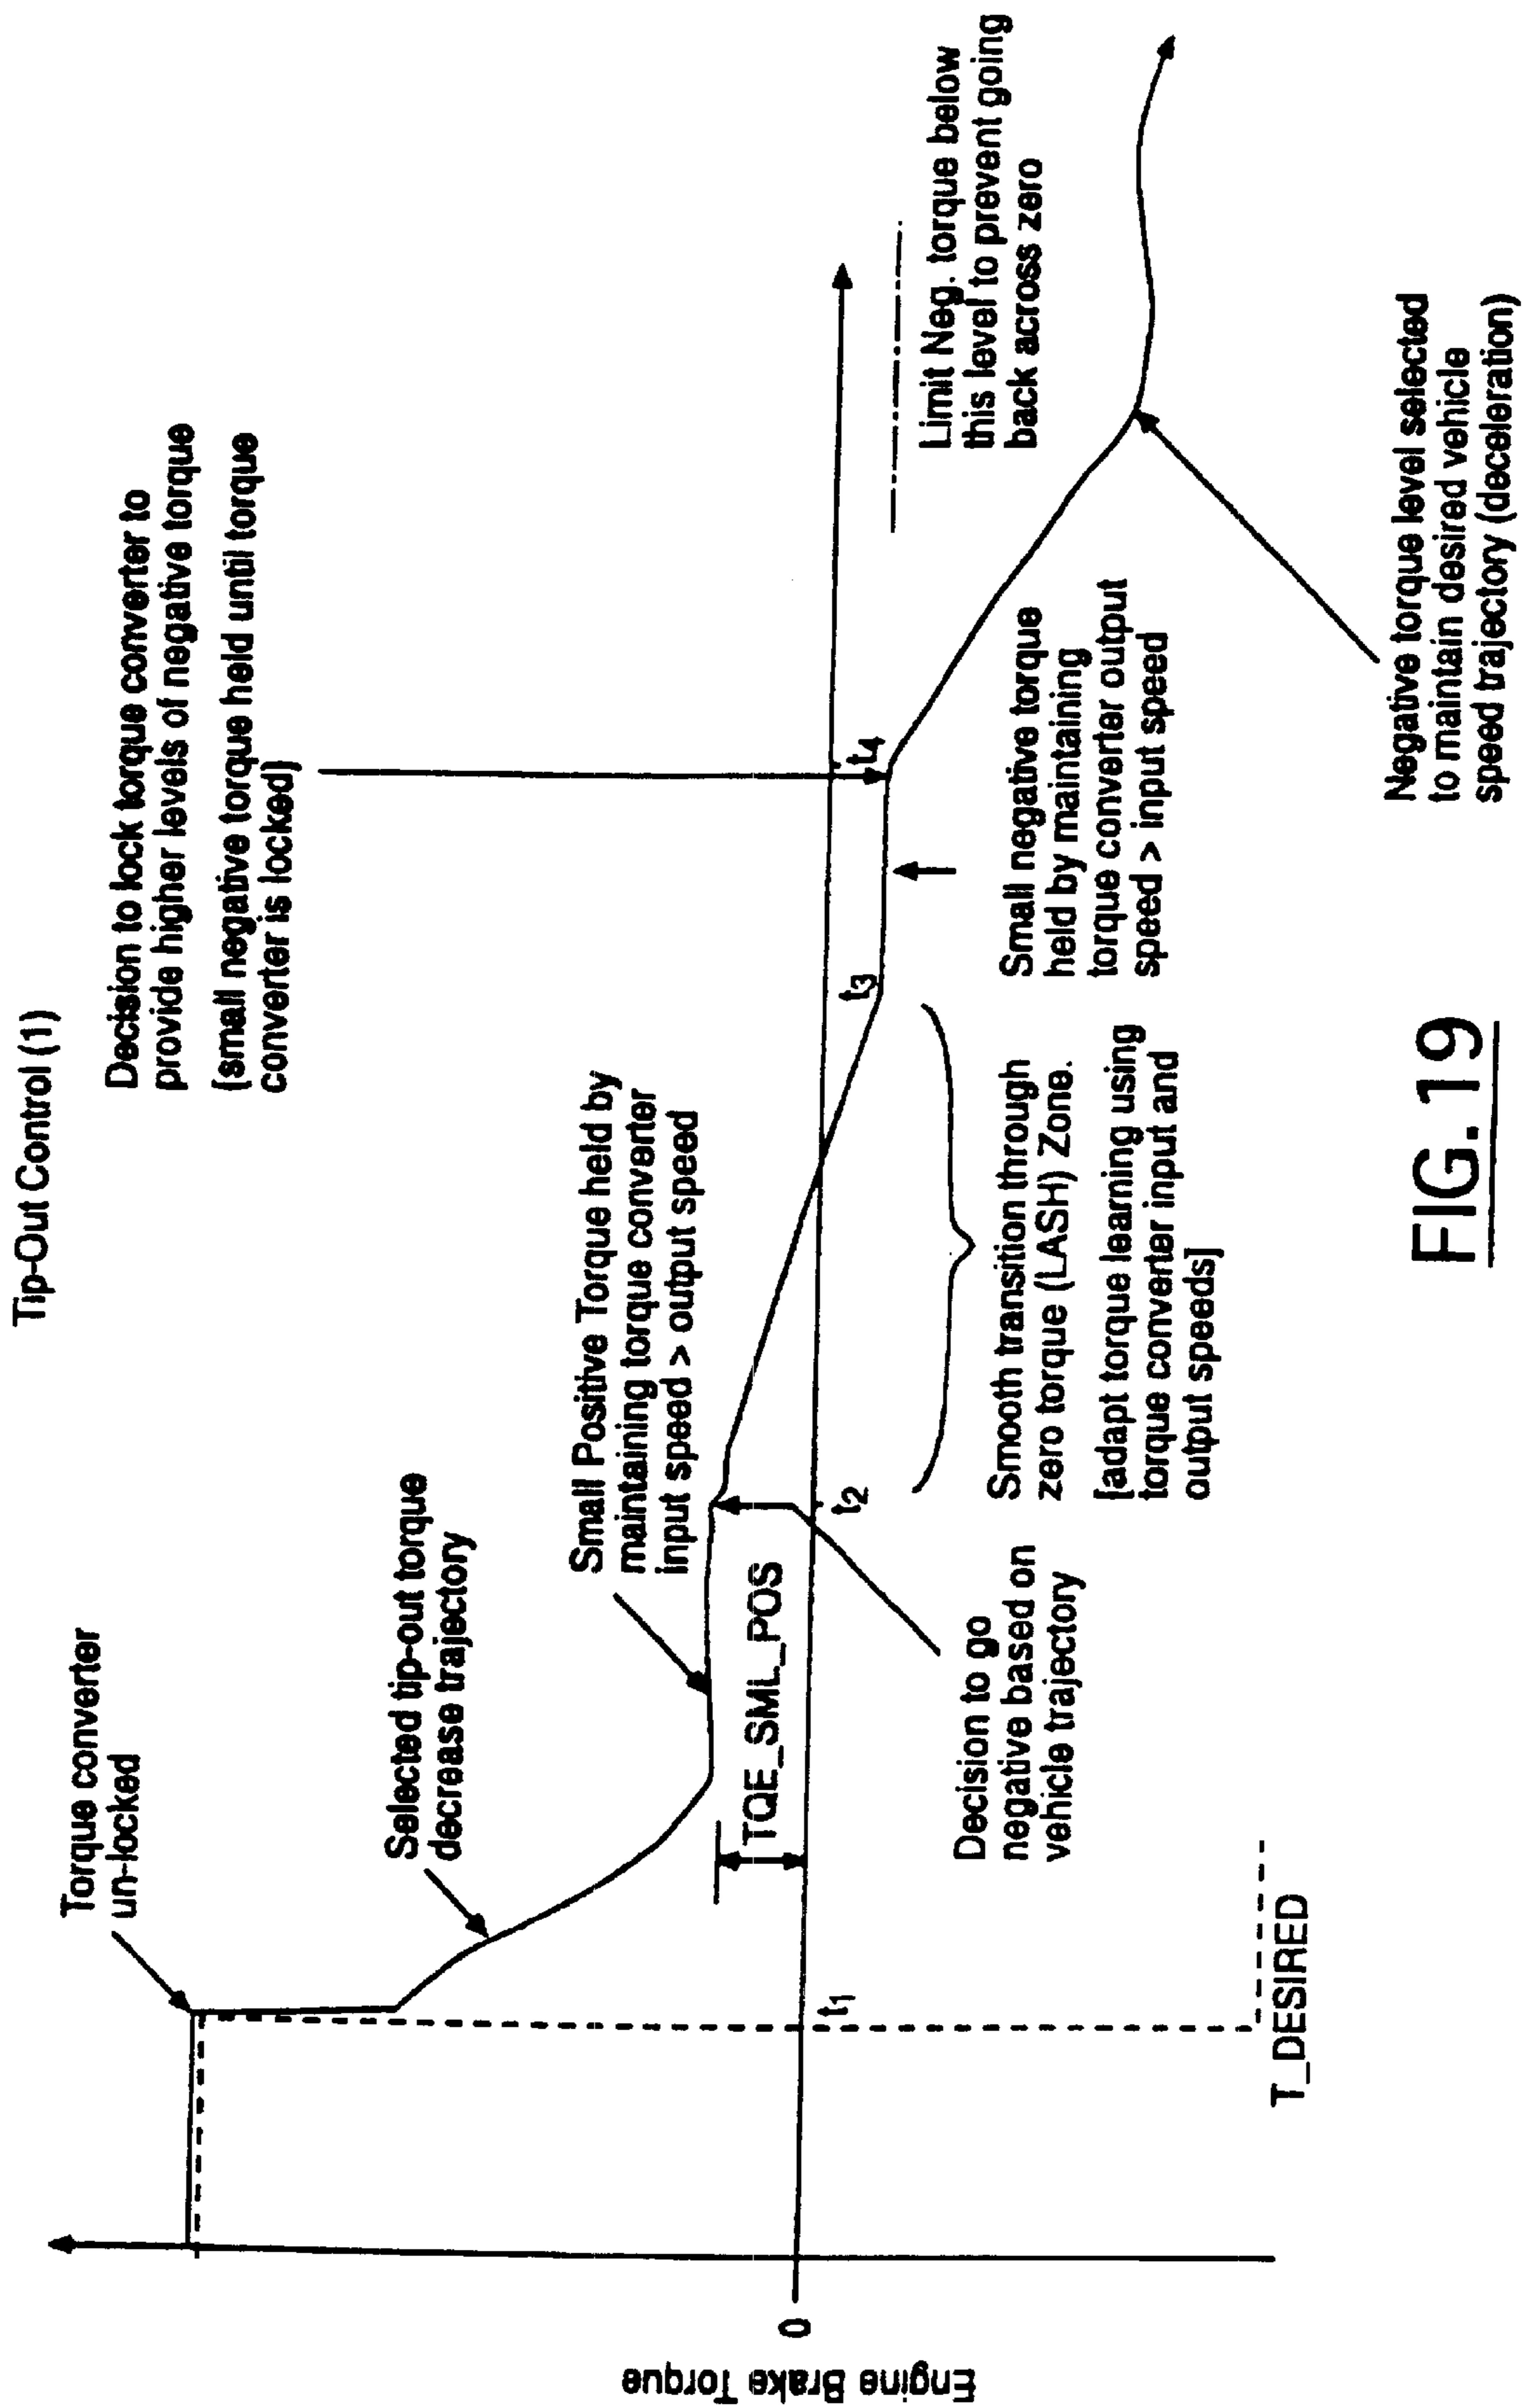 Tip-Out Control (1)
Torque converter
un-locked
Selected tip-out torque
decrease trajectory
Small Positive Torque held by
maintaining torque converter
input speed > output speed
Decision to lock torque converter to
provide higher levels of negative torque
[small negative torque held until torque
converter is locked]
Engine Brake Torque
0
TQE_SML_POS
t1
t2
t3
t4
T_DESIRED
Decision to go
negative based on
vehicle trajectory
Smooth transition through
zero torque (LASH) Zone.
[adapt torque learning using
torque converter input and
output speeds]
Small negative torque
held by maintaining
torque converter output
speed > input speed
Limit Neg. torque below
this level to prevent going
back across zero
Negative torque level selected
to maintain desired vehicle
speed trajectory (deceleration)
FIG. 19